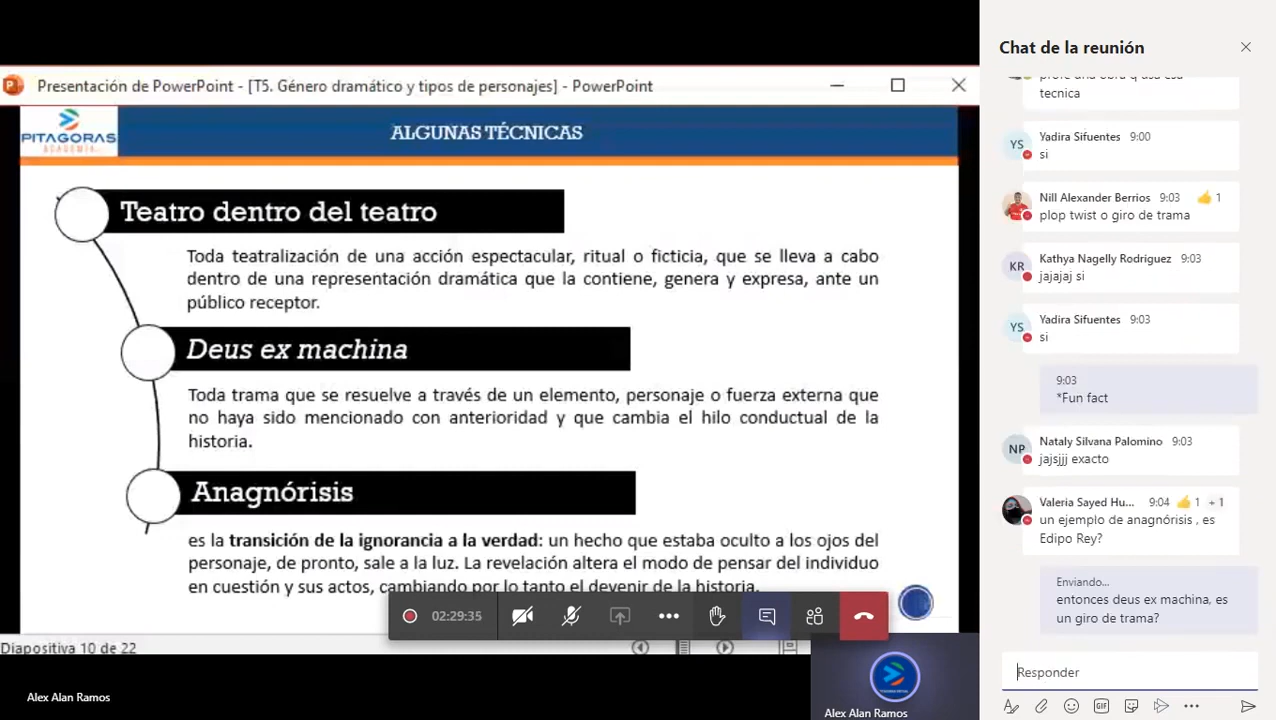 Presentación de PowerPoint - [T5. Género dramático y tipos de personajes] - PowerPoint
PITAGORAS
ACADEMIA
ALGUNAS TÉCNICAS
Teatro dentro del teatro
Toda teatralización de una acción espectacular, ritual o ficticia, que se lleva a cabo
dentro de una representación dramática que la contiene, genera y expresa, ante un
público receptor.
Deus ex machina
Toda trama que se resuelve a través de un elemento, personaje o fuerza externa que
no haya sido mencionado con anterioridad y que cambia el hilo conductual de la
historia.
Anagnórisis
es la transición de la ignorancia a la verdad: un hecho que estaba oculto a los ojos del
personaje, de pronto, sale a la luz. La revelación altera el modo de pensar del individuo
en cuestión y sus actos, cambiando por lo tanto el devenir de la historia.
02:29:35
Diapositiva 10 de 22
Alex Alan Ramos
Alex Alan Ramos
Chat de la reunión
profe una obra q usa esa
tecnica
YS
Yadira Sifuentes 9:00
si
Nill Alexander Berrios 9:03 1
plop twist o giro de trama
KR
Kathya Nagelly Rodriguez 9:03
jajajaj si
YS
Yadira Sifuentes 9:03
si
9:03
*Fun fact
NP
Nataly Silvana Palomino 9:03
jajsjjj exacto
Valeria Sayed Hu... 9:04 1 + 1
un ejemplo de anagnórisis , es
Edipo Rey?
Enviando...
entonces deus ex machina, es
un giro de trama?
Responder
GIF